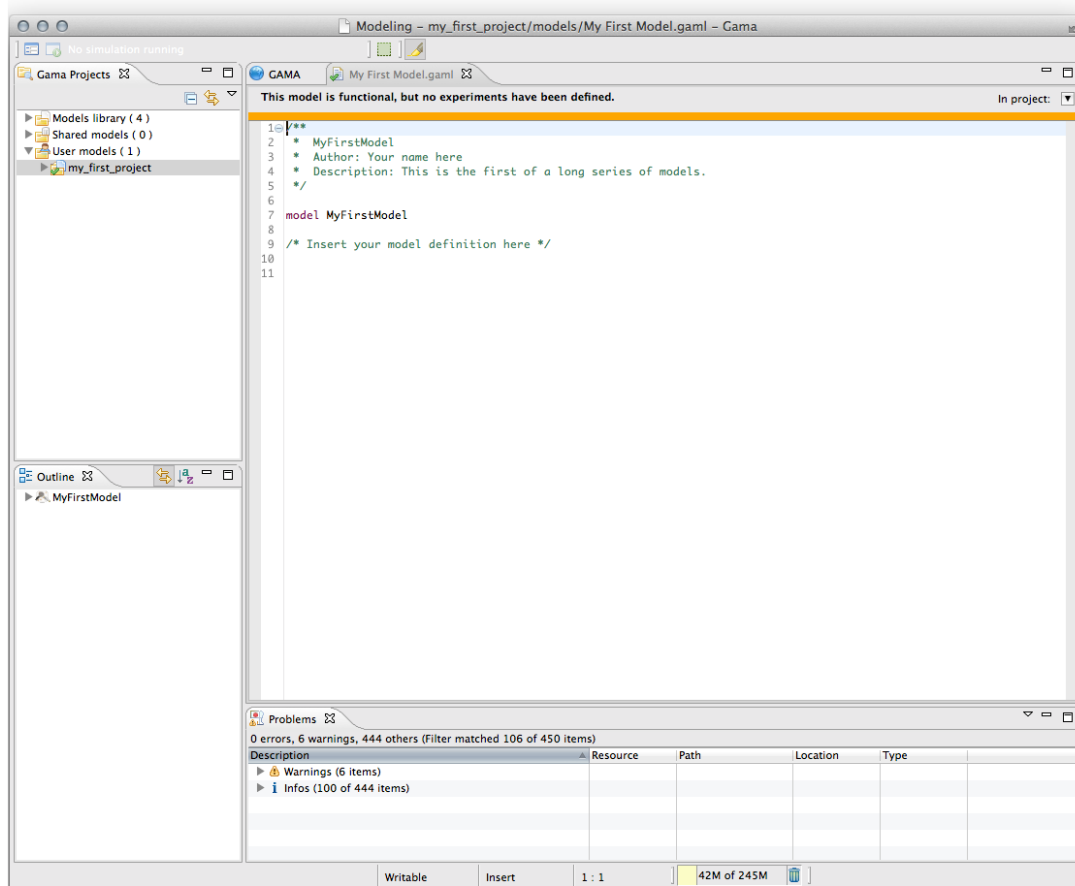 Modeling – my_first_project/models/My First Model.gaml – Gama
No simulation running
Gama Projects
Models library ( 4 )
Shared models ( 0 )
User models ( 1 )
my_first_project
GAMA
My First Model.gaml
This model is functional, but no experiments have been defined.
In project:
1 /**
2 * MyFirstModel
3 * Author: Your name here
4 * Description: This is the first of a long series of models.
5 */
6
7 model MyFirstModel
8
9 /* Insert your model definition here */
10
11
Outline
MyFirstModel
Problems
0 errors, 6 warnings, 444 others (Filter matched 106 of 450 items)
Description Resource Path Location Type
Warnings (6 items)
Infos (100 of 444 items)
Writable Insert 1 : 1 42M of 245M